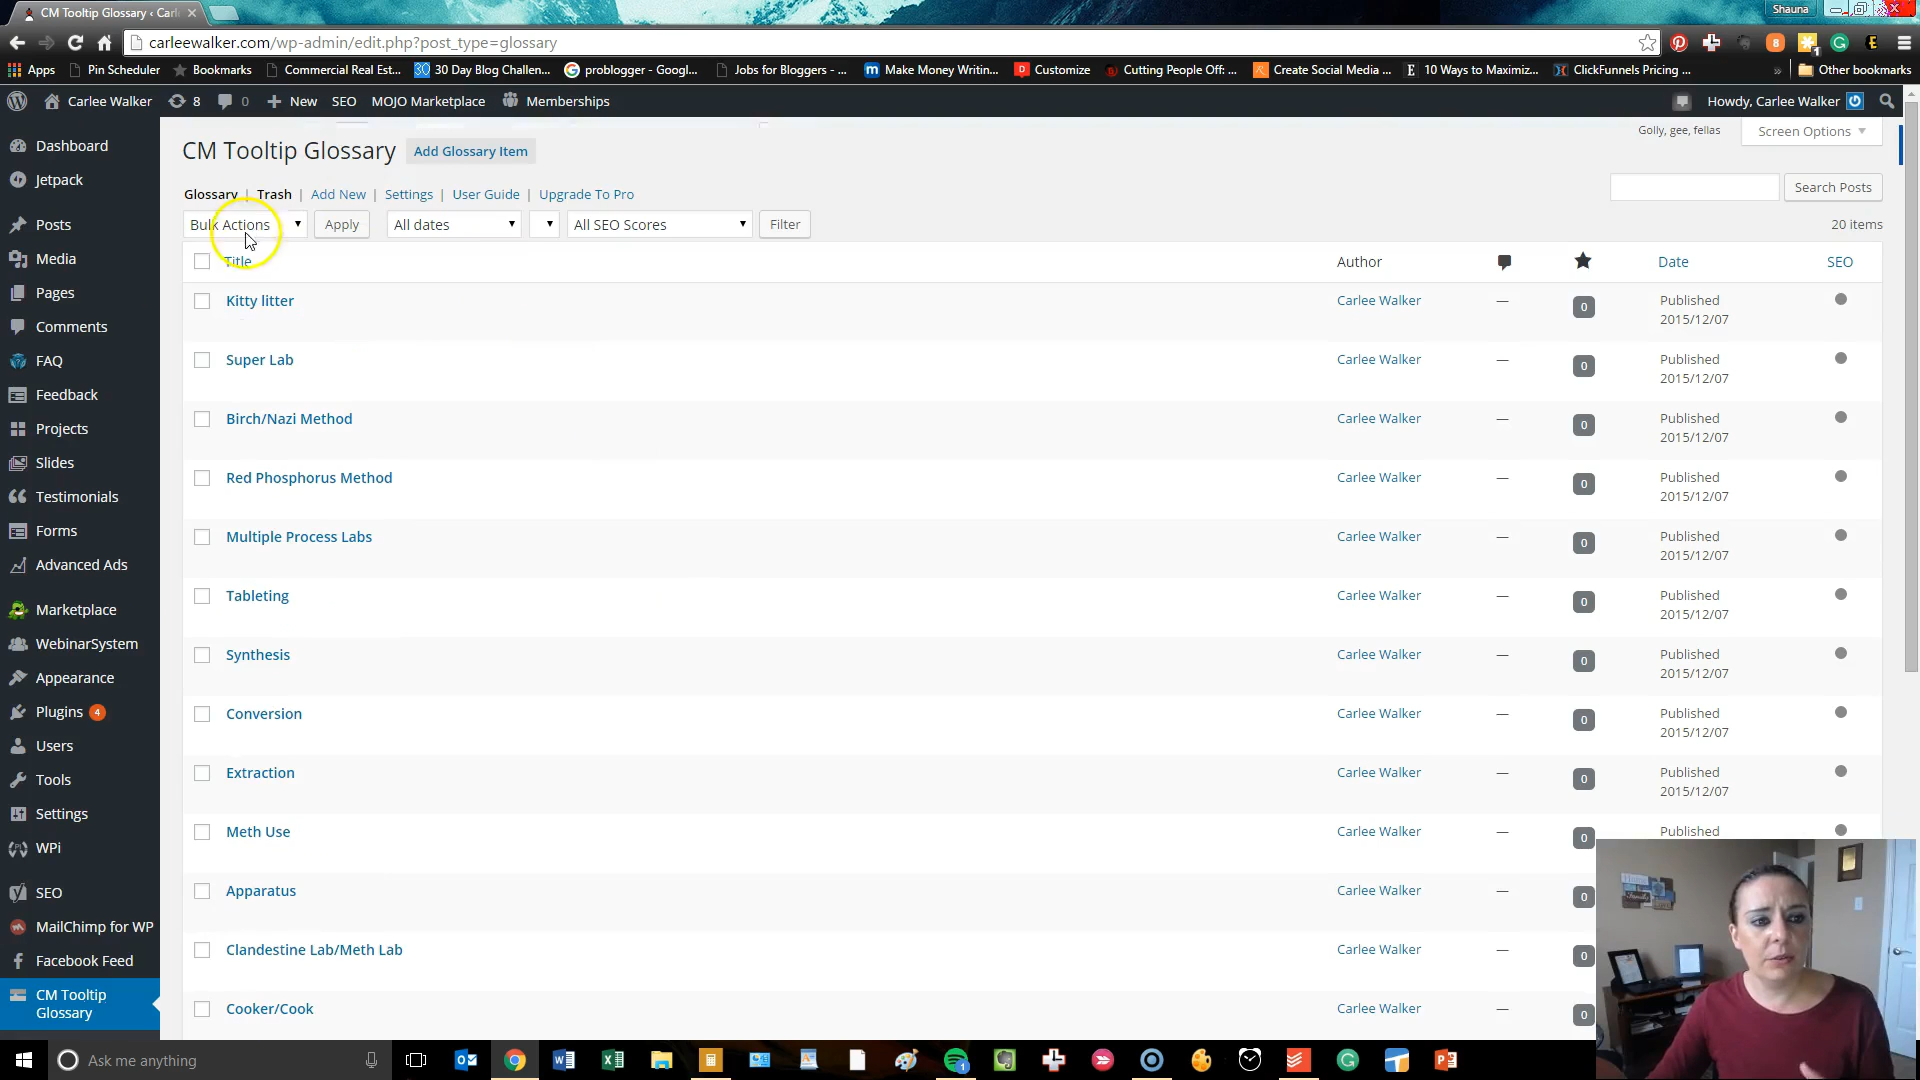 CM Tooltip Glossary ‹ Carl
Shauna
carleewalker.com/wp-admin/edit.php?post_type=glossary
Apps Pin Scheduler Bookmarks Commercial Real Est... 30 Day Blog Challen... problogger - Googl... Jobs for Bloggers - ... Make Money Writin... Customize Cutting People Off: ... Create Social Media ... 10 Ways to Maximiz... ClickFunnels Pricing ... » Other bookmarks
Carlee Walker 8 0 New SEO MOJO Marketplace Memberships Howdy, Carlee Walker
Golly, gee, fellas
Screen Options
CM Tooltip Glossary Add Glossary Item
Glossary | Trash | Add New | Settings | User Guide | Upgrade To Pro
Search Posts
Bulk Actions Apply All dates All SEO Scores Filter 20 items
Title Author Date SEO
Kitty litter Carlee Walker — 0 Published
2015/12/07
Super Lab Carlee Walker — 0 Published
2015/12/07
Birch/Nazi Method Carlee Walker — 0 Published
2015/12/07
Red Phosphorus Method Carlee Walker — 0 Published
2015/12/07
Multiple Process Labs Carlee Walker — 0 Published
2015/12/07
Tableting Carlee Walker — 0 Published
2015/12/07
Synthesis Carlee Walker — 0 Published
2015/12/07
Conversion Carlee Walker — 0 Published
2015/12/07
Extraction Carlee Walker — 0 Published
2015/12/07
Meth Use Carlee Walker — 0 Published
Apparatus Carlee Walker — 0
Clandestine Lab/Meth Lab Carlee Walker — 0
Cooker/Cook Carlee Walker — 0
Dashboard
Jetpack
Posts
Media
Pages
Comments
FAQ
Feedback
Projects
Slides
Testimonials
Forms
Advanced Ads
Marketplace
WebinarSystem
Appearance
Plugins 4
Users
Tools
Settings
WPi
SEO
MailChimp for WP
Facebook Feed
CM Tooltip
Glossary
Ask me anything